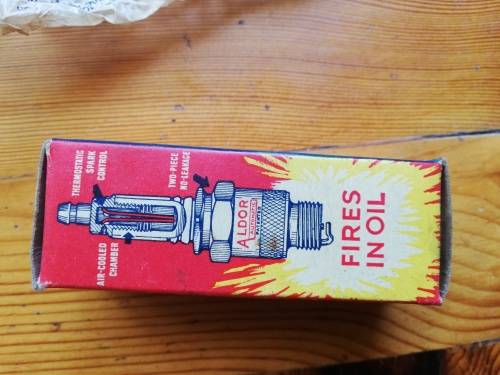 THERMOSTATIC
SPARK
CONTROL
TWO-PIECE
NO-LEAKAGE
AIR-COOLED
CHAMBER
ALDOR
FIRES
IN OIL